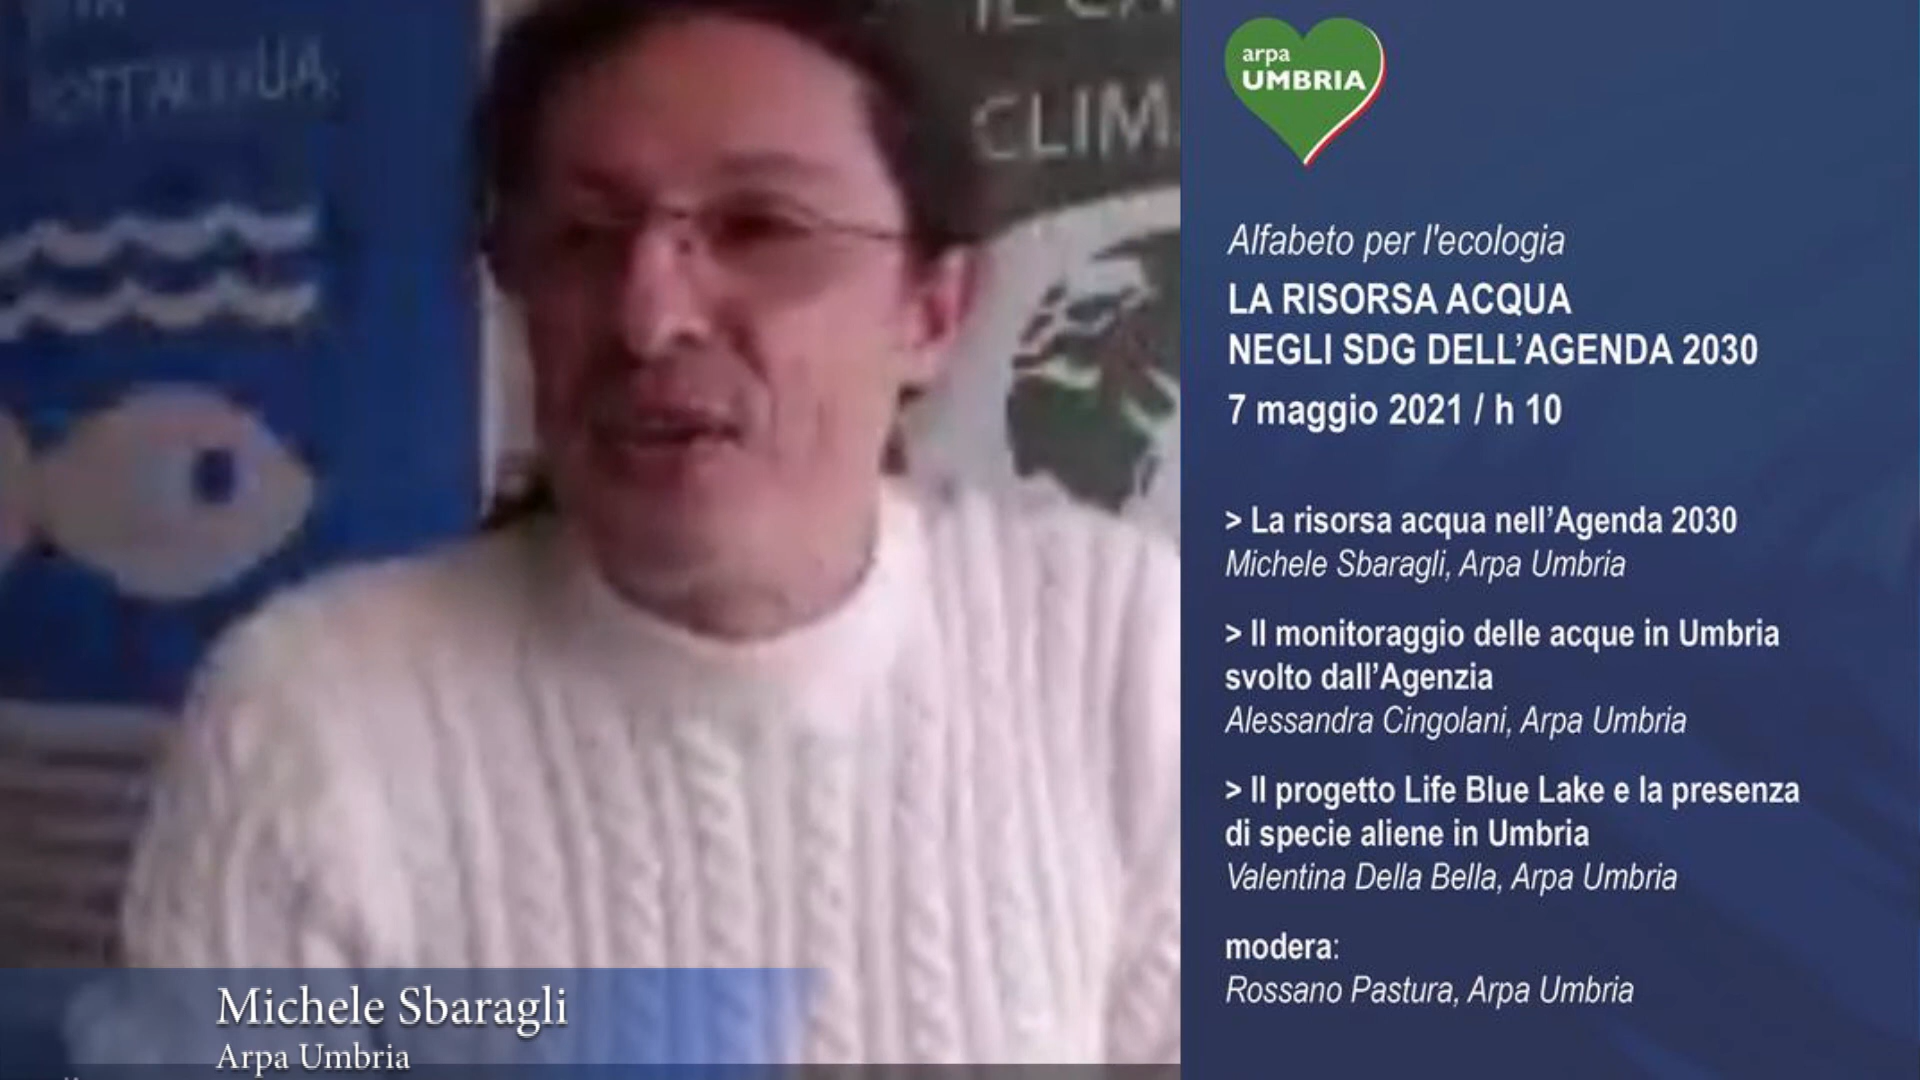 SOTT'ACQUA
CLIM
Michele Sbaragli
Arpa Umbria
arpa
UMBRIA
Alfabeto per l'ecologia
LA RISORSA ACQUA
NEGLI SDG DELL’AGENDA 2030
7 maggio 2021 / h 10
> La risorsa acqua nell’Agenda 2030
Michele Sbaragli, Arpa Umbria
> Il monitoraggio delle acque in Umbria
svolto dall’Agenzia
Alessandra Cingolani, Arpa Umbria
> Il progetto Life Blue Lake e la presenza
di specie aliene in Umbria
Valentina Della Bella, Arpa Umbria
modera:
Rossano Pastura, Arpa Umbria